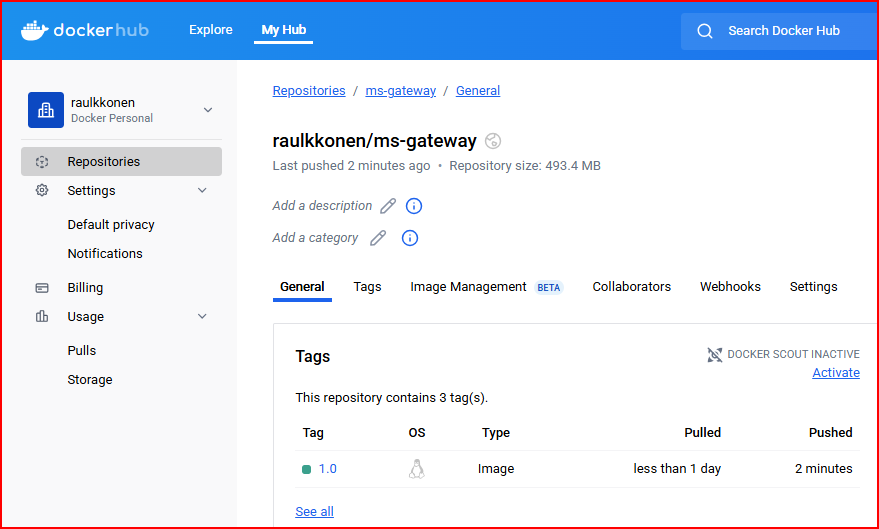 dockerhub Explore My Hub Search Docker Hub
raulkkonen
Docker Personal
Repositories
Settings
Default privacy
Notifications
Billing
Usage
Pulls
Storage
Repositories / ms-gateway / General
raulkkonen/ms-gateway
Last pushed 2 minutes ago • Repository size: 493.4 MB
Add a description
Add a category
General Tags Image Management BETA Collaborators Webhooks Settings
Tags
DOCKER SCOUT INACTIVE
Activate
This repository contains 3 tag(s).
Tag OS Type Pulled Pushed
1.0 Image less than 1 day 2 minutes
See all